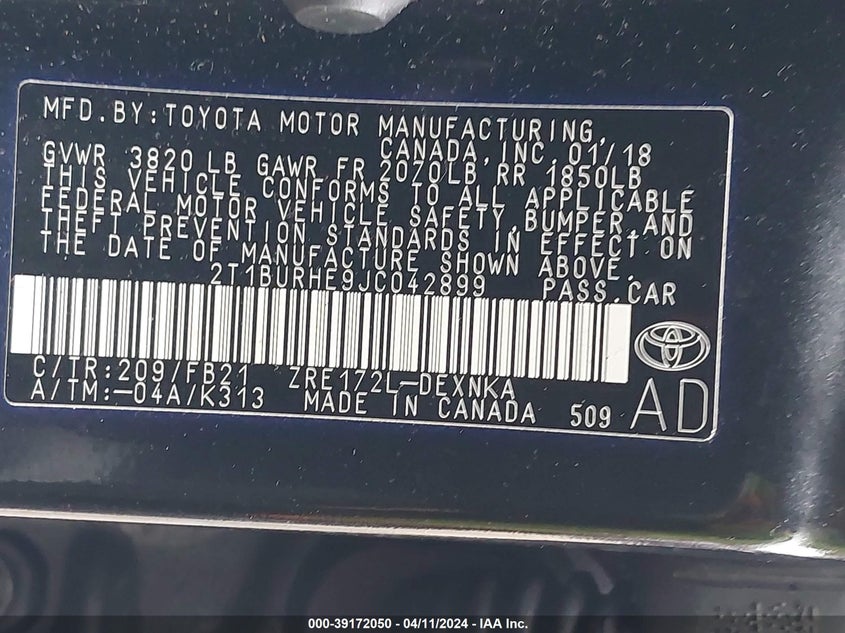 MFD.BY:TOYOTA MOTOR MANUFACTURING,
CANADA,INC.01/18
GVWR 3820 LB GAWR FR 2070LB RR 1850LB
THIS VEHICLE CONFORMS TO ALL APPLICABLE
FEDERAL MOTOR VEHICLE SAFETY,BUMPER,AND
THEFT PREVENTION STANDARDS IN EFFECT ON
THE DATE OF MANUFACTURE SHOWN ABOVE.
2T1BURHE9JC042899 PASS.CAR
C/TR:209/FB21 ZRE172L-DEXNKA
A/TM:-04A/K313 MADE IN CANADA 509 AD
000-39172050 - 04/11/2024 - IAA Inc.